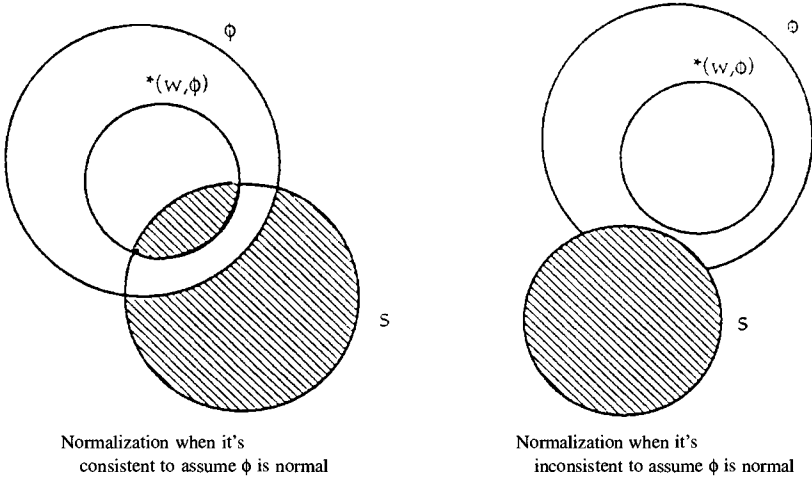 ϕ
*(w,ϕ)
S
Normalization when it's
consistent to assume ϕ is normal
ϕ
*(w,ϕ)
S
Normalization when it's
inconsistent to assume ϕ is normal